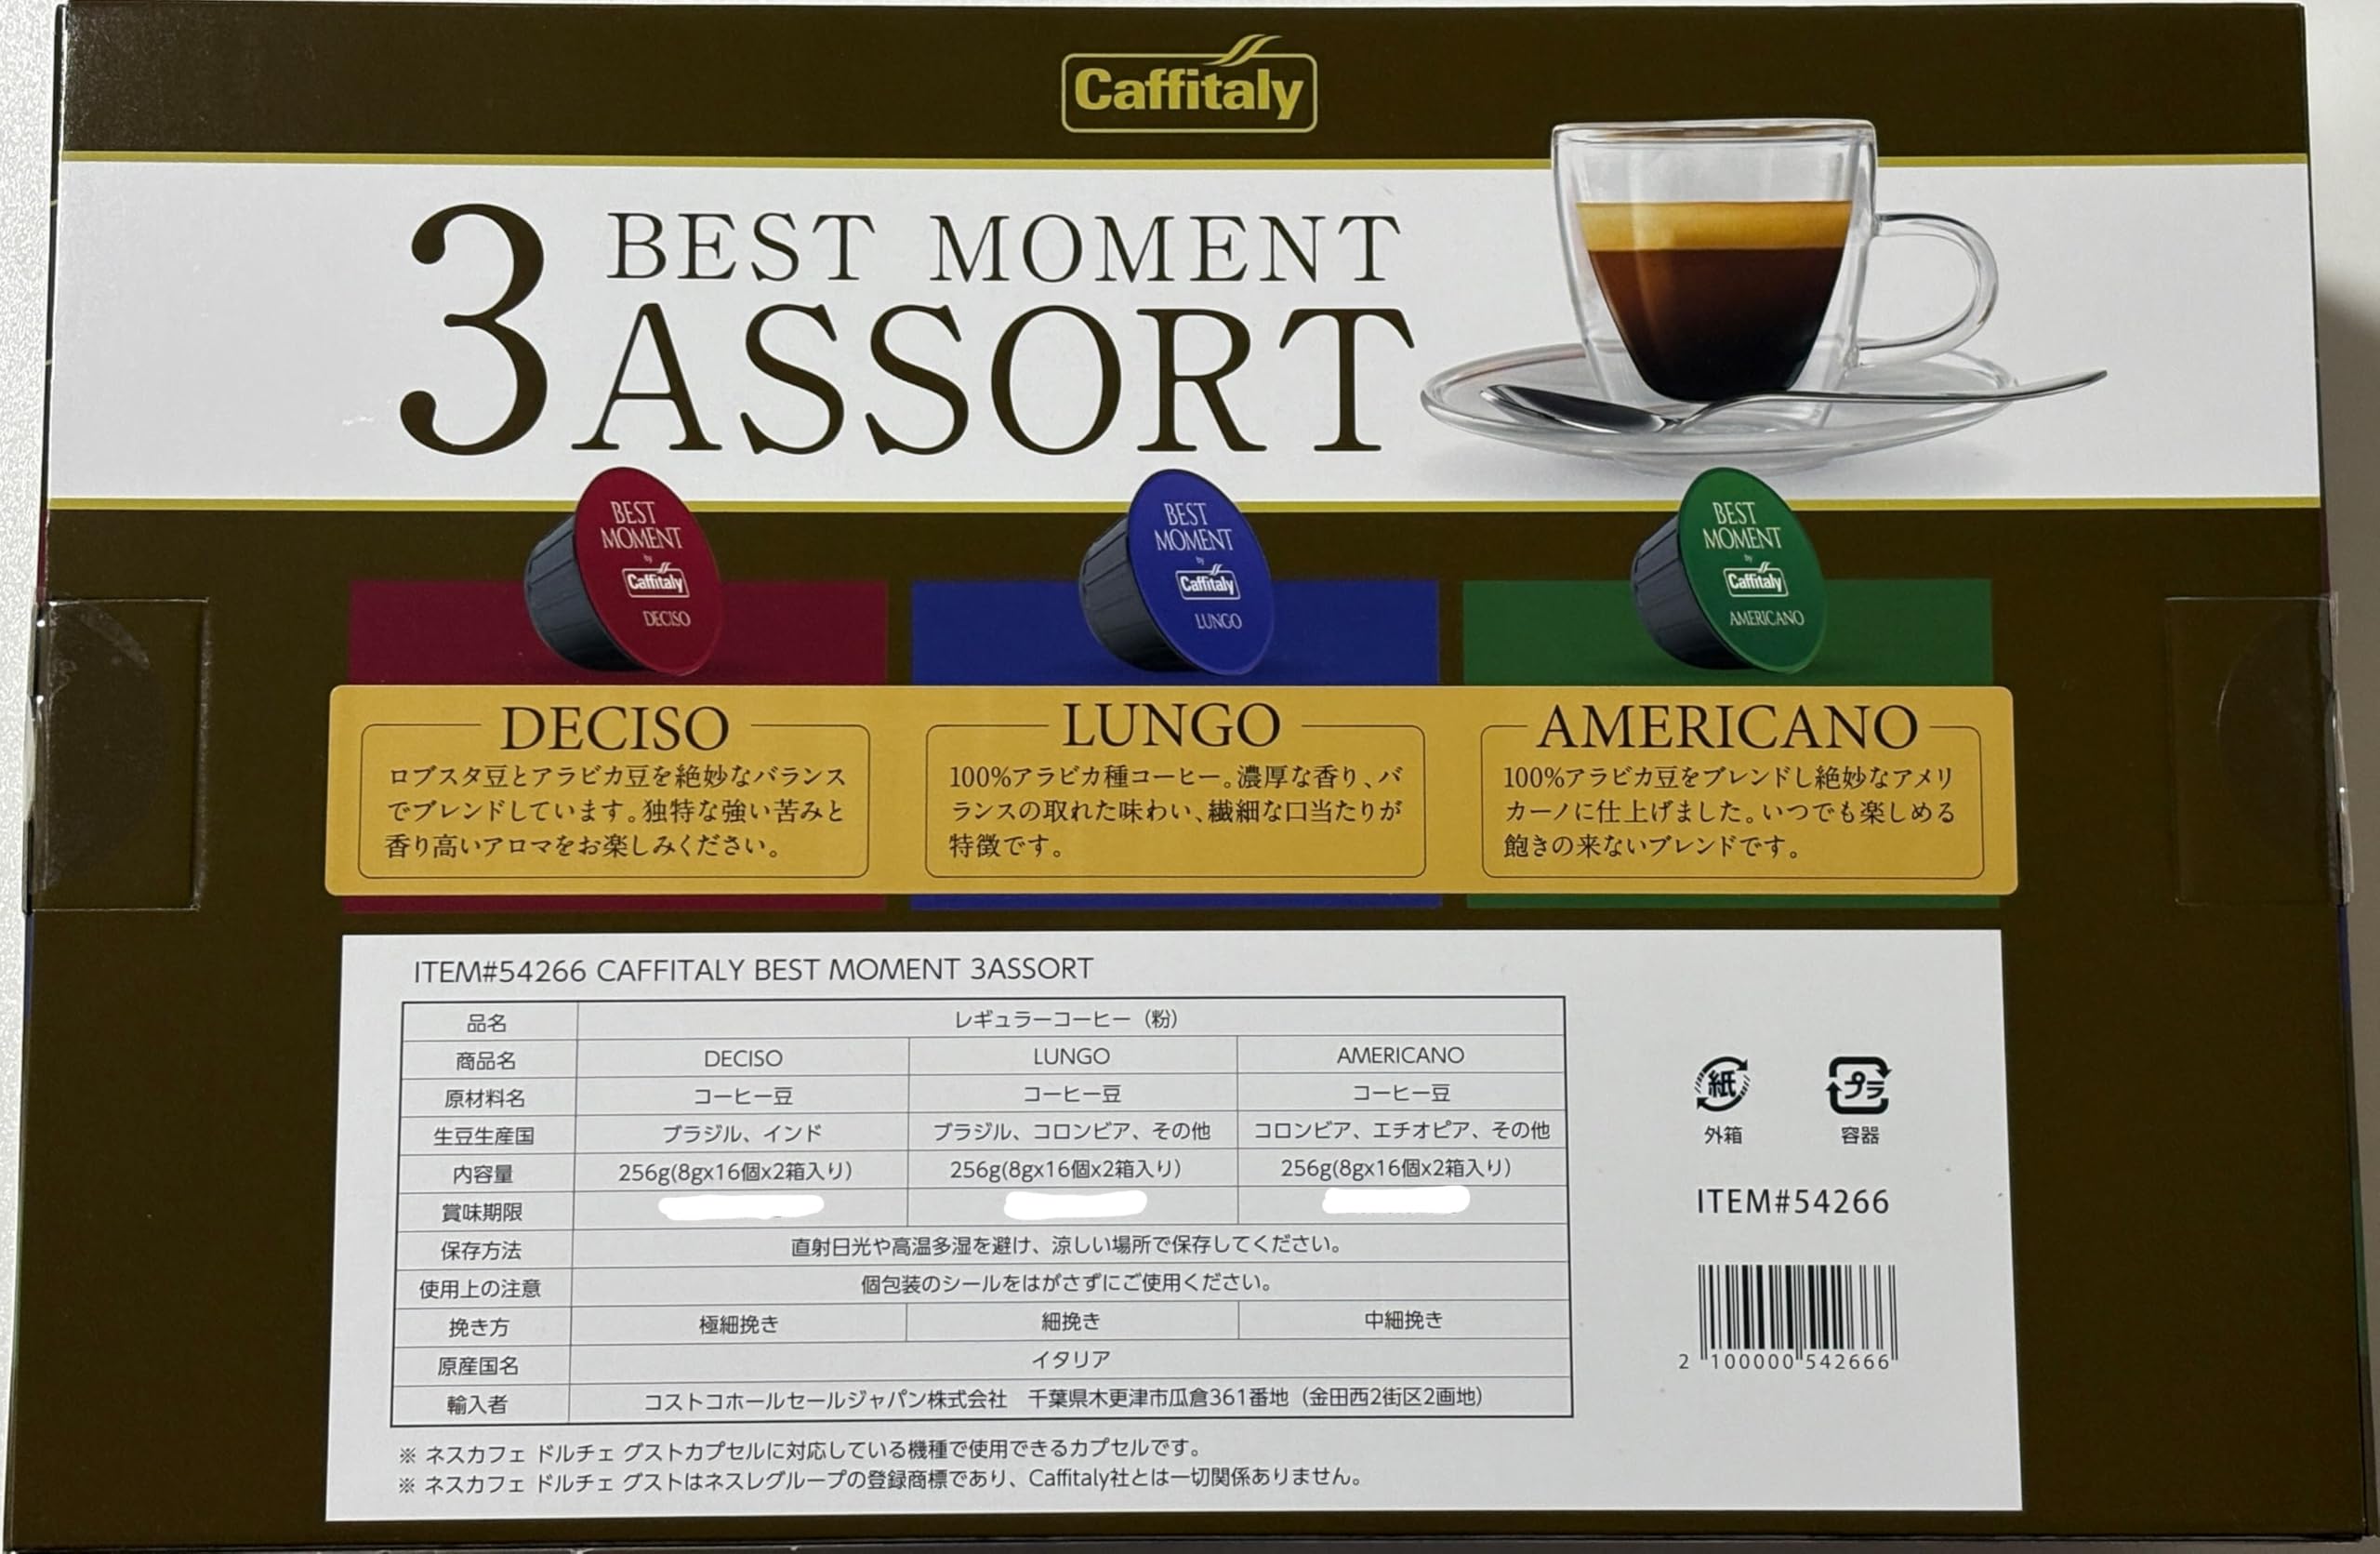 Caffitaly
3 BEST MOMENT
ASSORT
BEST
MOMENT
by
Caffitaly
DECISO
BEST
MOMENT
by
Caffitaly
LUNGO
BEST
MOMENT
by
Caffitaly
AMERICANO
DECISO
ロブスタ豆とアラビカ豆を絶妙なバランス
でブレンドしています。独特な強い苦みと
香り高いアロマをお楽しみください。
LUNGO
100%アラビカ種コーヒー。濃厚な香り、バ
ランスの取れた味わい、繊細な口当たりが
特徴です。
AMERICANO
100%アラビカ豆をブレンドし絶妙なアメリ
カーノに仕上げました。いつでも楽しめる
飽きの来ないブレンドです。
ITEM#54266 CAFFITALY BEST MOMENT 3ASSORT
品名 レギュラーコーヒー（粉）
商品名 DECISO LUNGO AMERICANO
原材料名 コーヒー豆 コーヒー豆 コーヒー豆
生豆生産国 ブラジル、インド ブラジル、コロンビア、その他 コロンビア、エチオピア、その他
内容量 256g(8gx16個x2箱入り) 256g(8gx16個x2箱入り) 256g(8gx16個x2箱入り)
賞味期限
保存方法 直射日光や高温多湿を避け、涼しい場所で保存してください。
使用上の注意 個包装のシールをはがさずにご使用ください。
挽き方 極細挽き 細挽き 中細挽き
原産国名 イタリア
輸入者 コストコホールセールジャパン株式会社 千葉県木更津市瓜倉361番地（金田西2街区2画地）
※ ネスカフェ ドルチェ グストカプセルに対応している機種で使用できるカプセルです。
※ ネスカフェ ドルチェ グストはネスレグループの登録商標であり、Caffitaly社とは一切関係ありません。
紙 プラ
外箱 容器
ITEM#54266
2 100000 542666